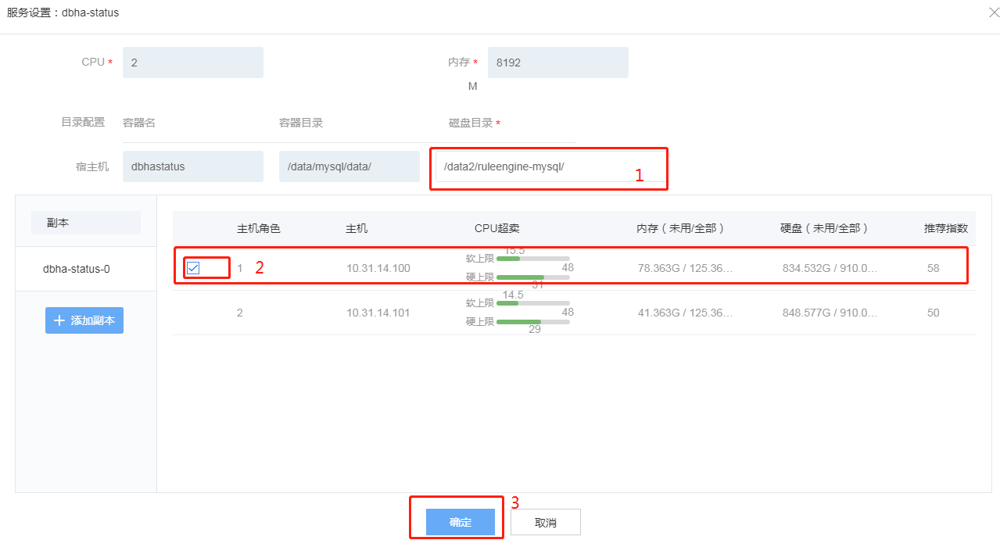 服务设置：dbha-status
CPU * 2 内存 * 8192
M
目录配置 容器名 容器目录 磁盘目录 *
宿主机 dbhastatus /data/mysql/data/ /data2/ruleengine-mysql/ 1
副本 主机角色 主机 CPU超卖 内存（未用/全部） 硬盘（未用/全部） 推荐指数
dbha-status-0
添加副本
2 1 10.31.14.100 软上限 15.5 48 硬上限 31 78.363G / 125.36… 834.532G / 910.0… 58
2 10.31.14.101 软上限 14.5 48 硬上限 29 41.363G / 125.36… 848.577G / 910.0… 50
3
确定 取消